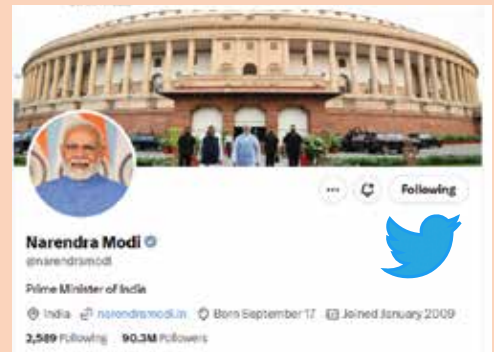 Following
Narendra Modi
@narendramodi
Prime Minister of India
India narendramodi.in Born September 17 Joined January 2009
2,589 Following 90.3M Followers